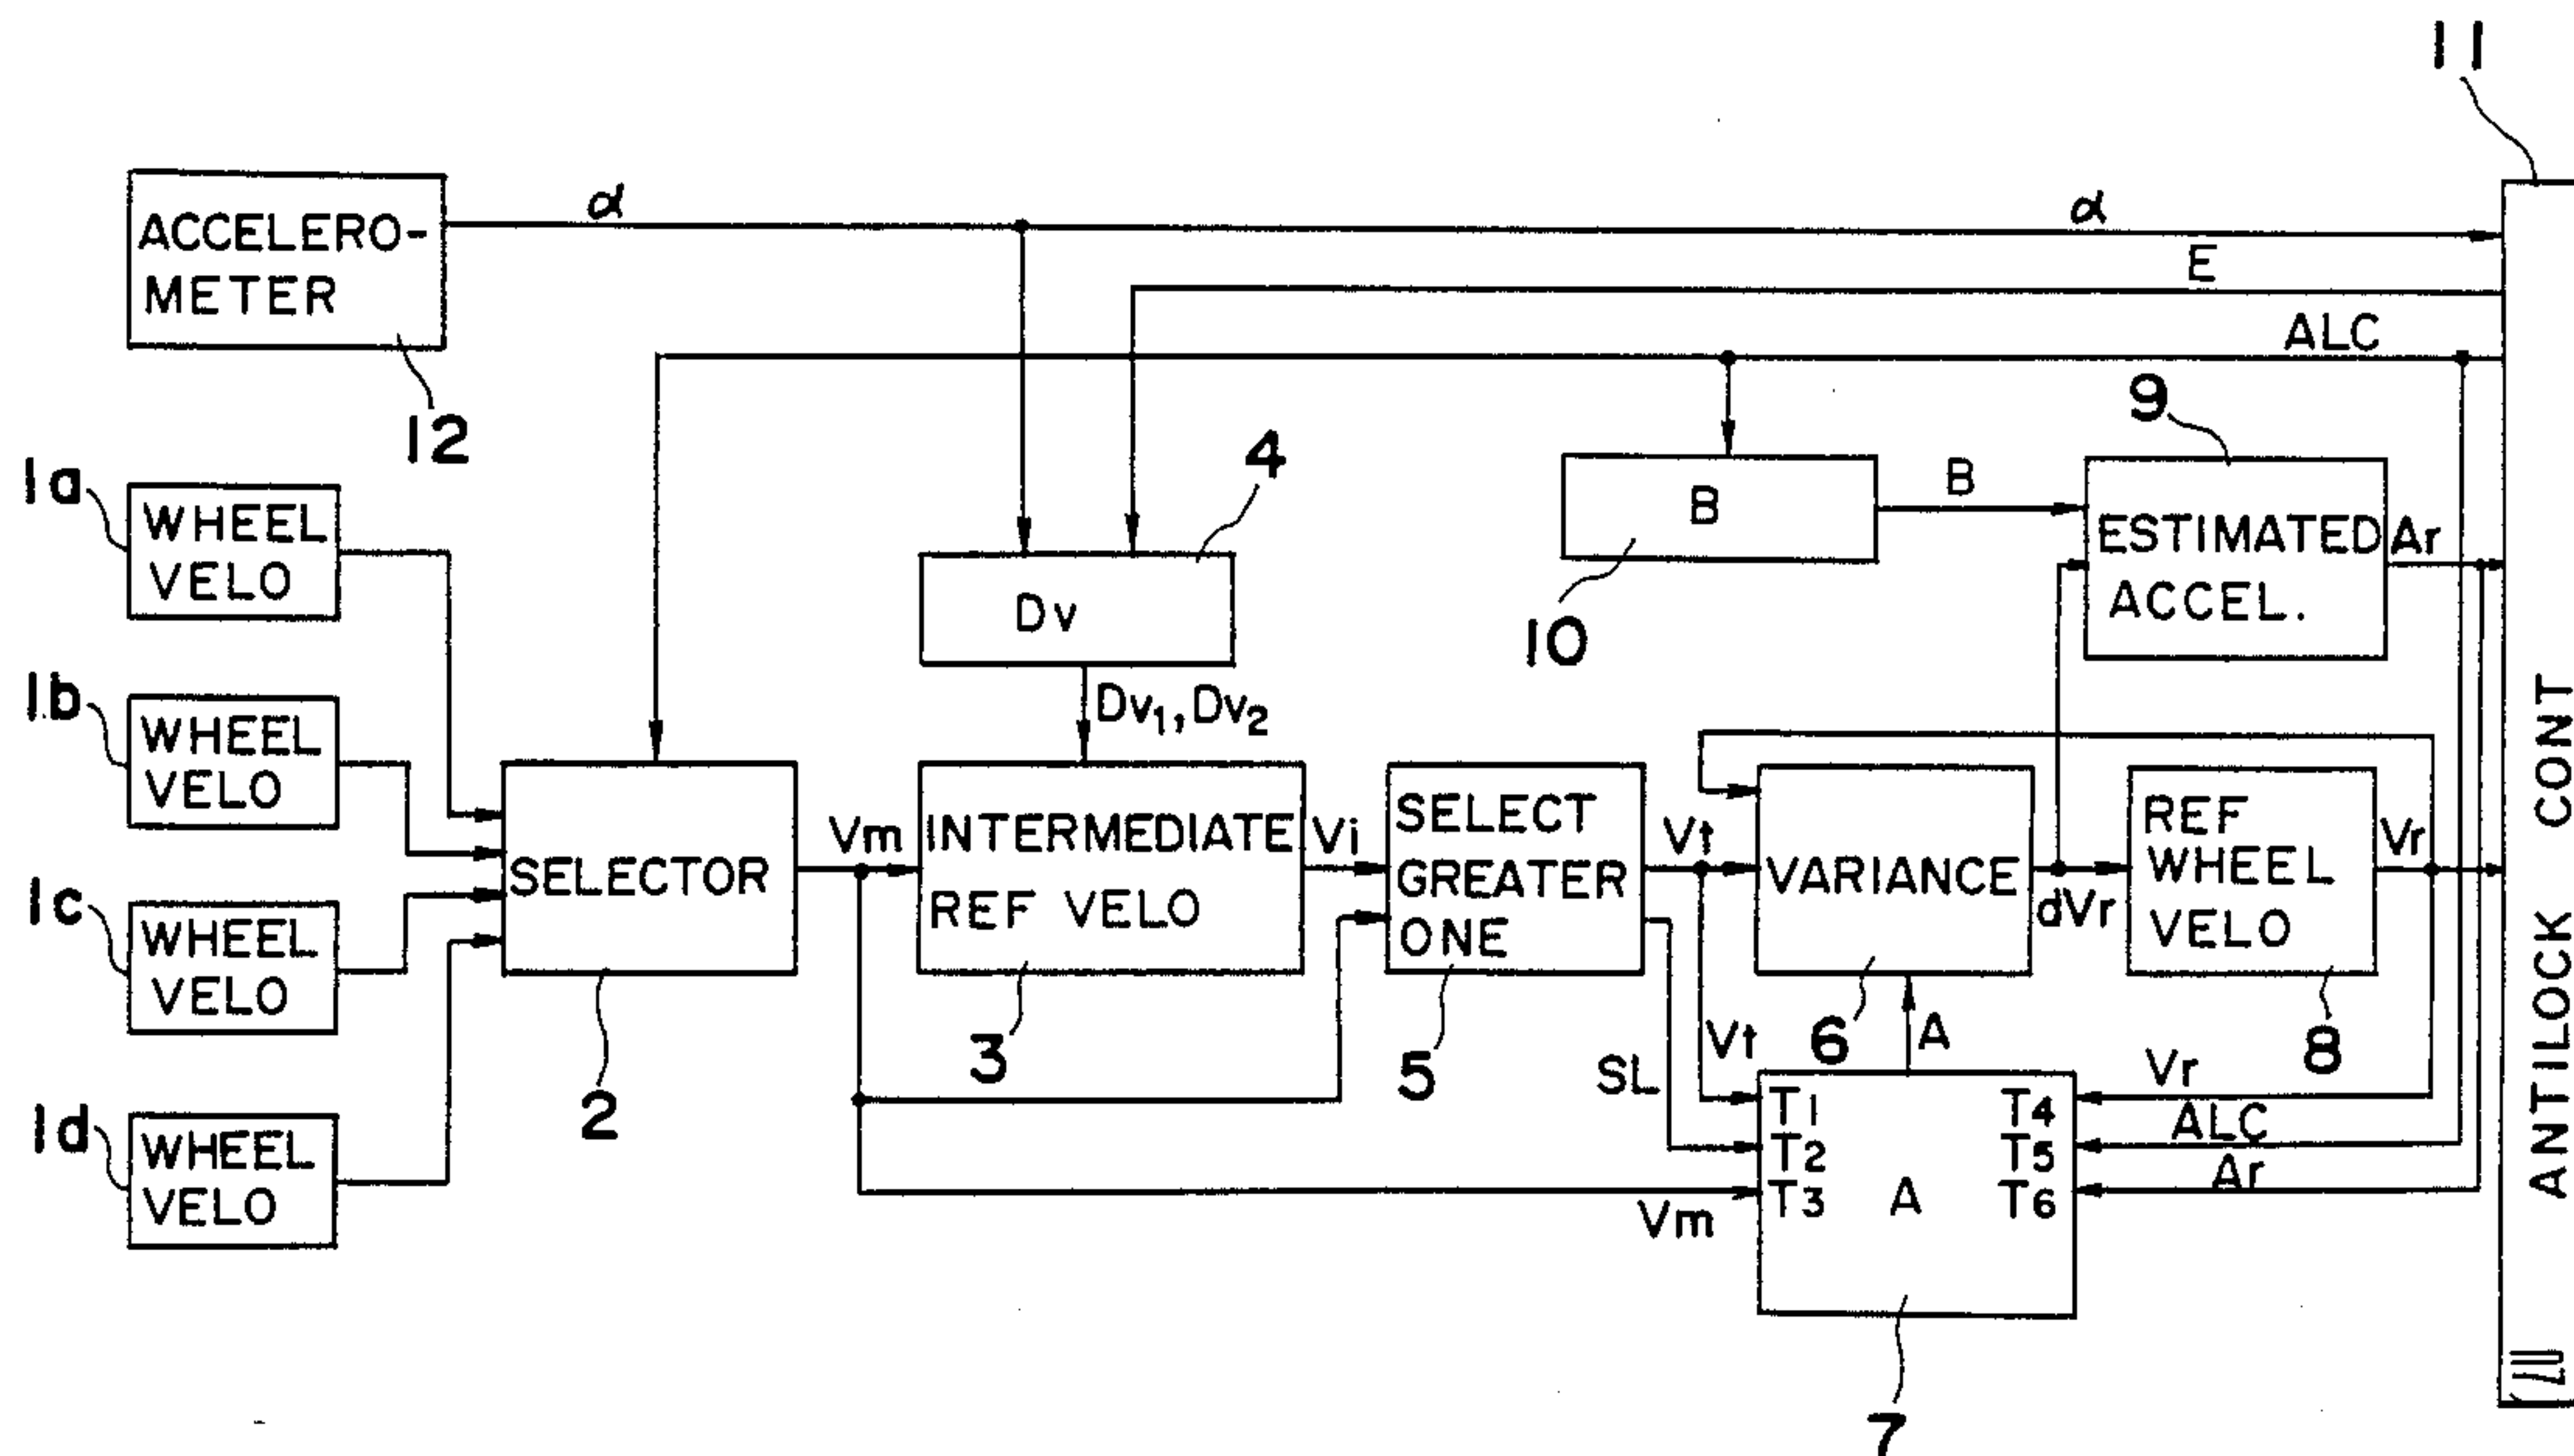 11
α
α
ACCELERO-
METER
E
ALC
12
9
4
1a
WHEEL
VELO
B
B
ESTIMATED
ACCEL.
Ar
Dv
10
1b
WHEEL
VELO
Dv1, Dv2
ANTILOCK CONT
SELECTOR
Vm
INTERMEDIATE
REF VELO
Vi
SELECT
GREATER
ONE
Vt
VARIANCE
dVr
REF
WHEEL
VELO
Vr
1c
WHEEL
VELO
2
3
5
6
8
SL
Vt
A
Vr
ALC
Ar
1d
WHEEL
VELO
T1
T2
T3
A
T4
T5
T6
Vm
7